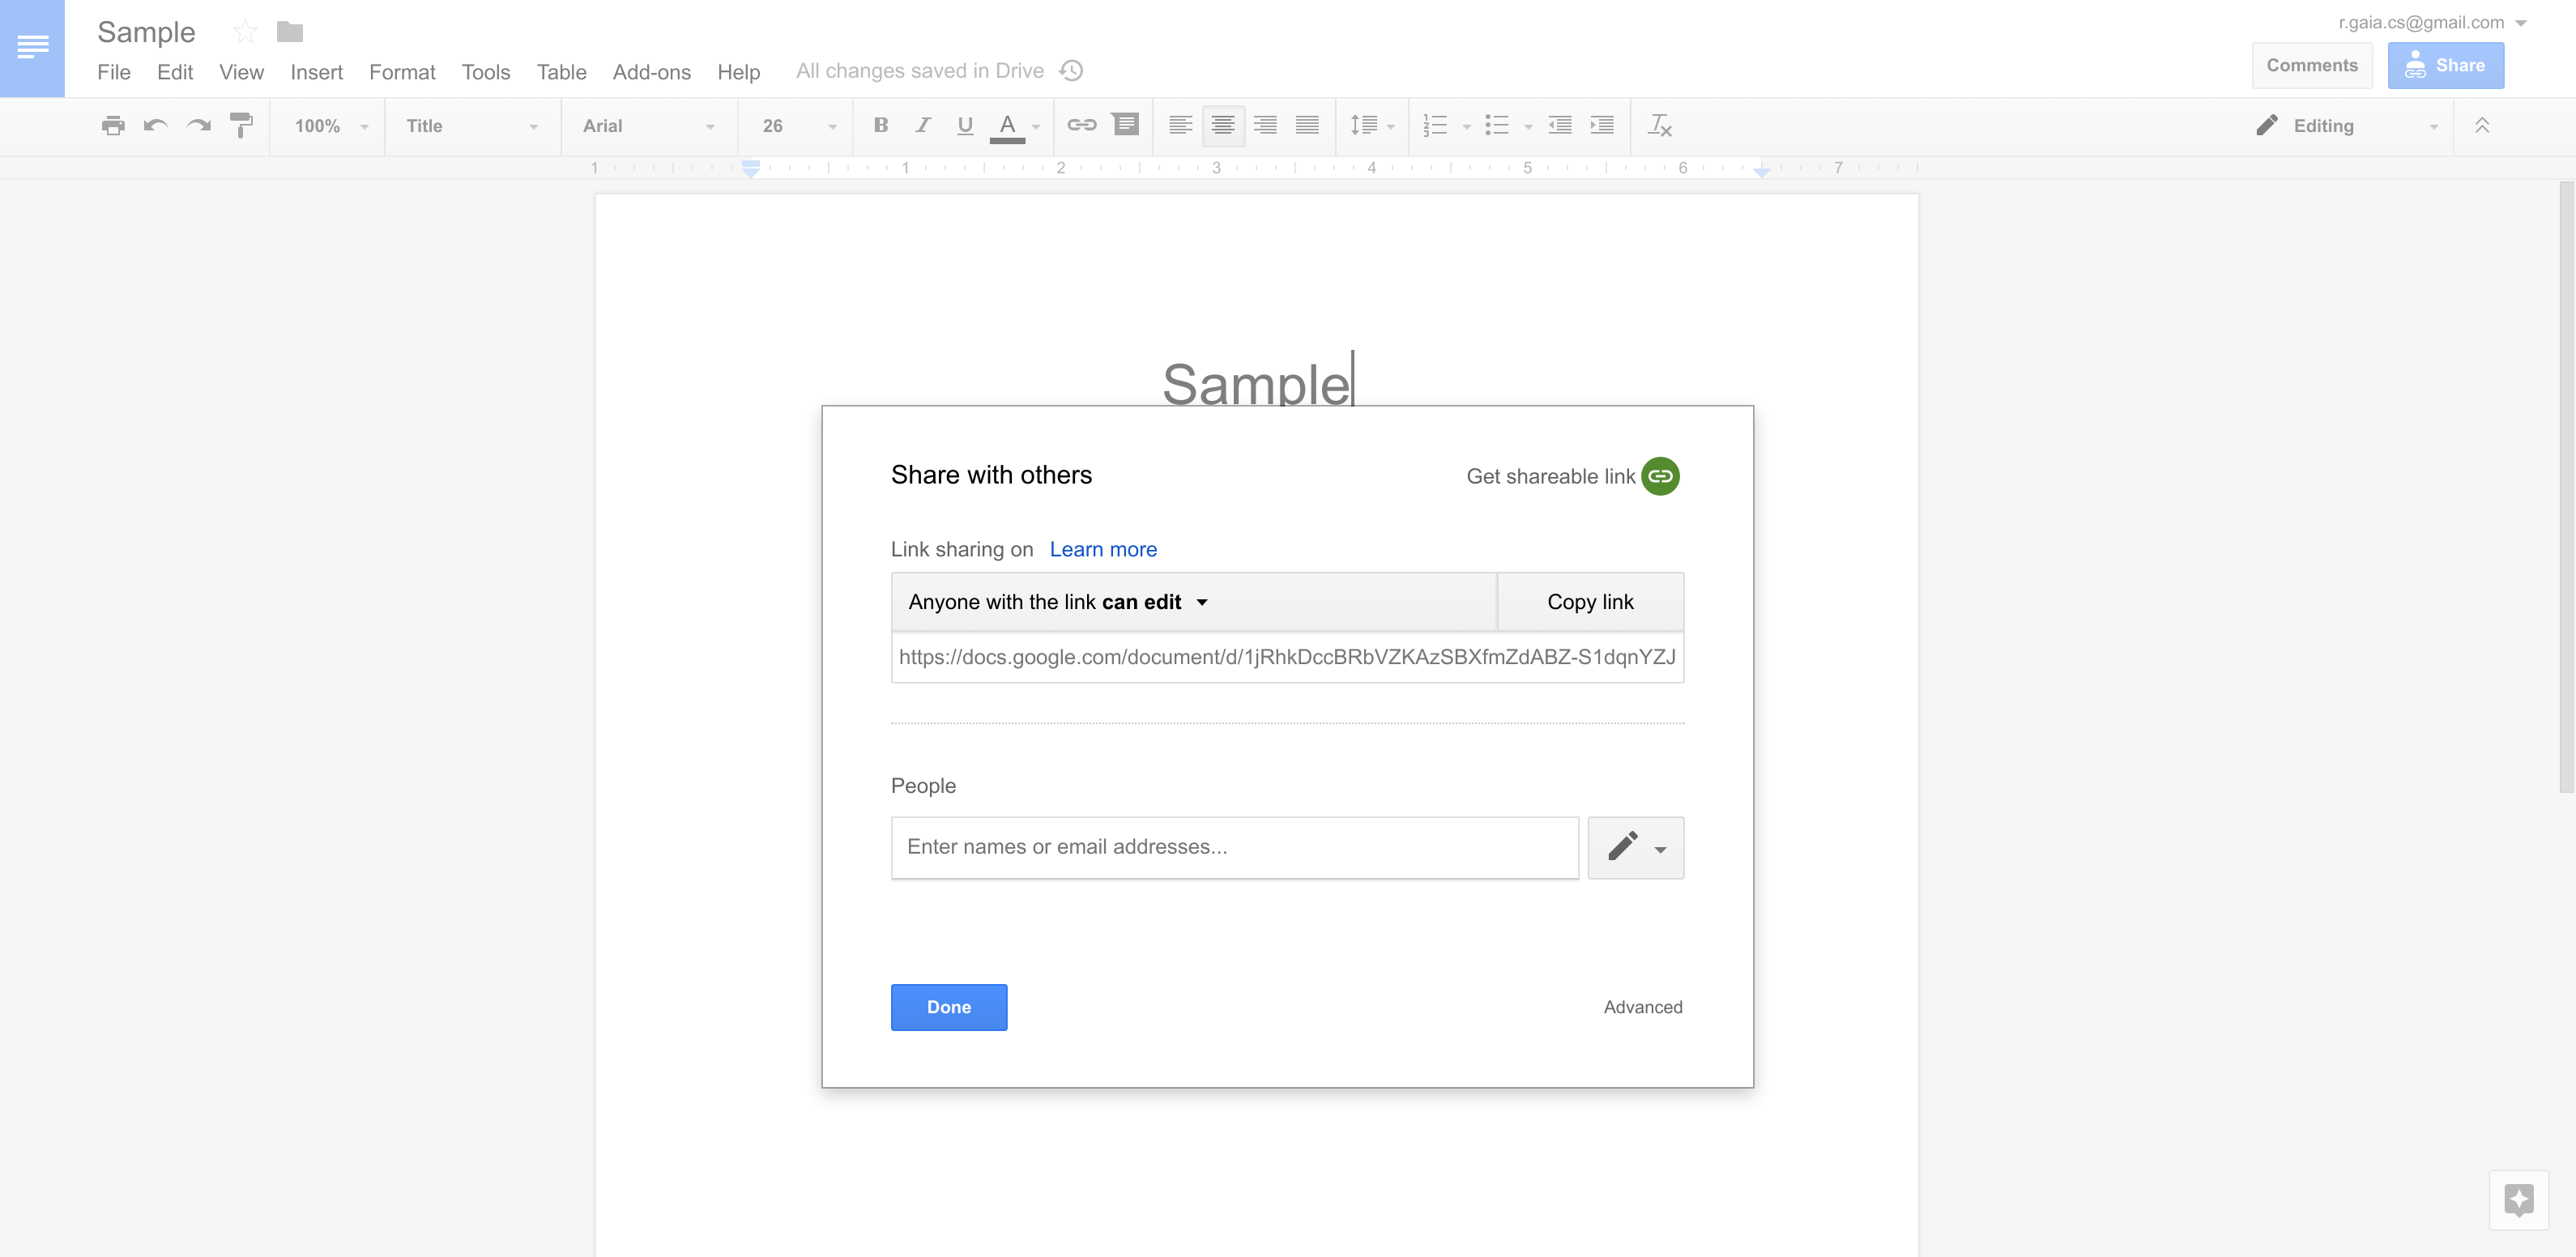 Sample
r.gaia.cs@gmail.com
File Edit View Insert Format Tools Table Add-ons Help All changes saved in Drive
Comments Share
100% Title Arial 26 B I U A Editing
1 1 2 3 4 5 6 7
Sample
Share with others Get shareable link
Link sharing on Learn more
Anyone with the link can edit Copy link
https://docs.google.com/document/d/1jRhkDccBRbVZKAzSBXfmZdABZ-S1dqnYZJ
People
Enter names or email addresses...
Done Advanced